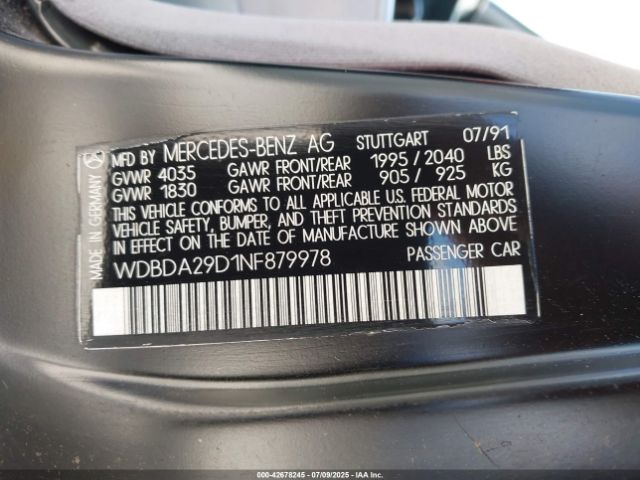 MADE IN GERMANY
MFD BY MERCEDES-BENZ AG STUTTGART 07/91
GVWR 4035 GAWR FRONT/REAR 1995/2040 LBS
GVWR 1830 GAWR FRONT/REAR 905/925 KG
THIS VEHICLE CONFORMS TO ALL APPLICABLE U.S. FEDERAL MOTOR
VEHICLE SAFETY, BUMPER, AND THEFT PREVENTION STANDARDS
IN EFFECT ON THE DATE OF MANUFACTURE SHOWN ABOVE
WDBDA29D1NF879978 PASSENGER CAR
000-42678245 - 07/09/2025 - IAA Inc.